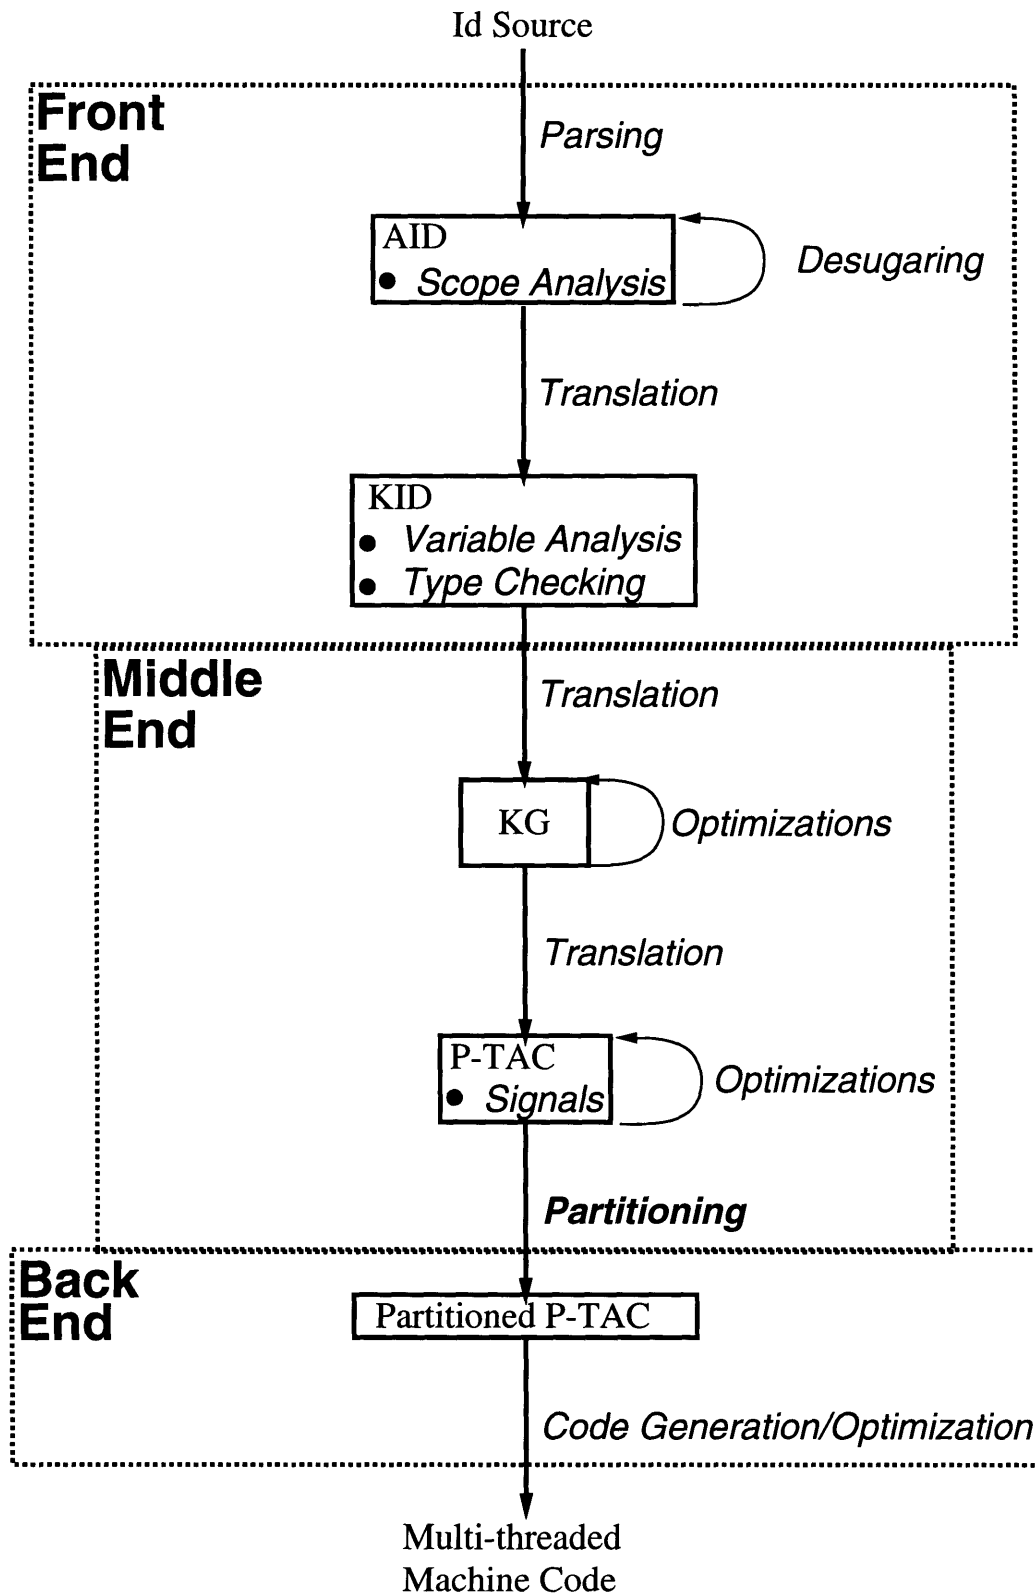 Id Source
Front
End
Parsing
AID
• Scope Analysis
Desugaring
Translation
KID
• Variable Analysis
• Type Checking
Middle
End
Translation
KG
Optimizations
Translation
P-TAC
• Signals
Optimizations
Partitioning
Back
End
Partitioned P-TAC
Code Generation/Optimization
Multi-threaded
Machine Code